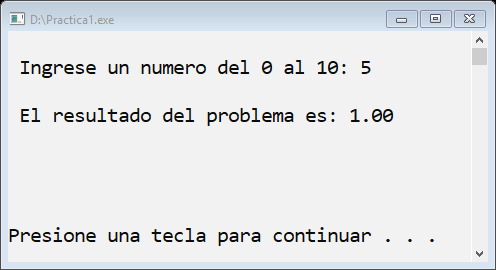 D:\Practica1.exe
Ingrese un numero del 0 al 10: 5
El resultado del problema es: 1.00
Presione una tecla para continuar . . .